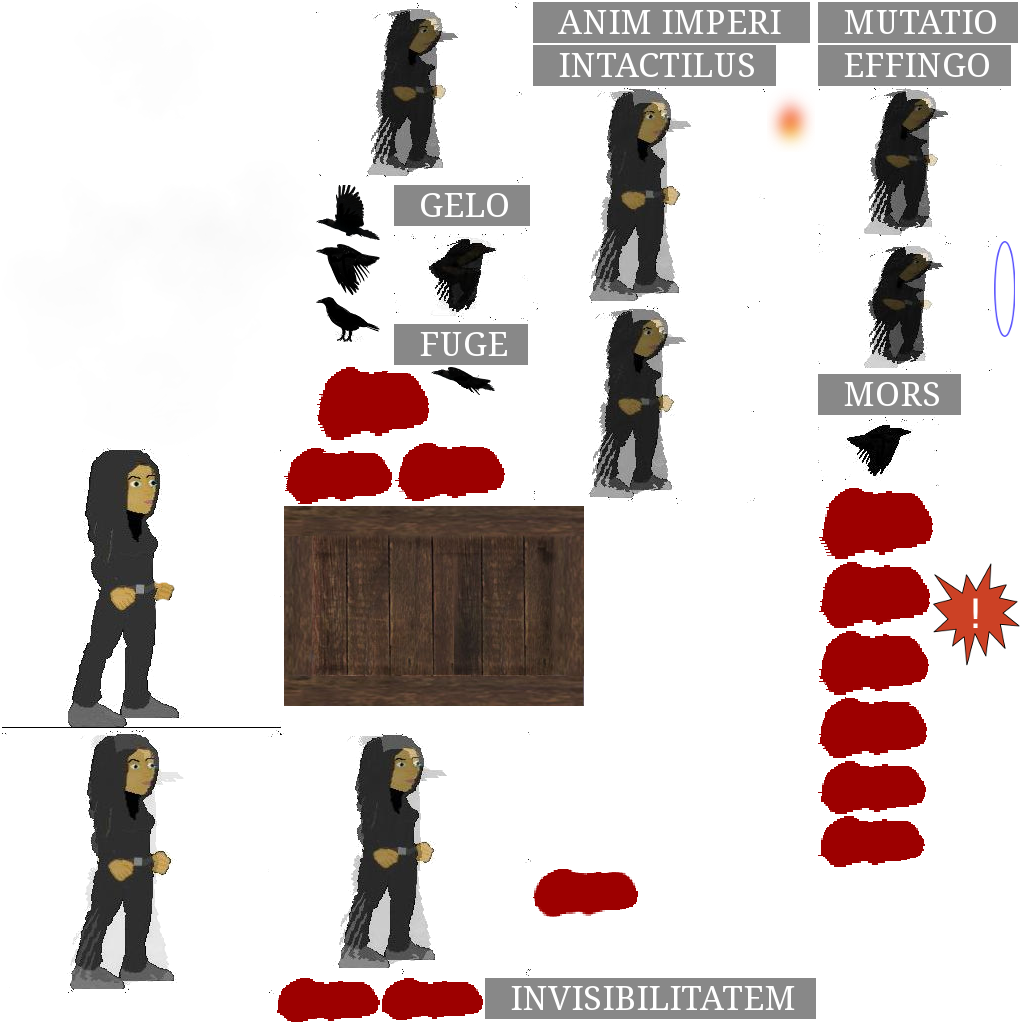 ANIM IMPERI
MUTATIO
INTACTILUS
EFFINGO
GELO
FUGE
MORS
!
INVISIBILITATEM